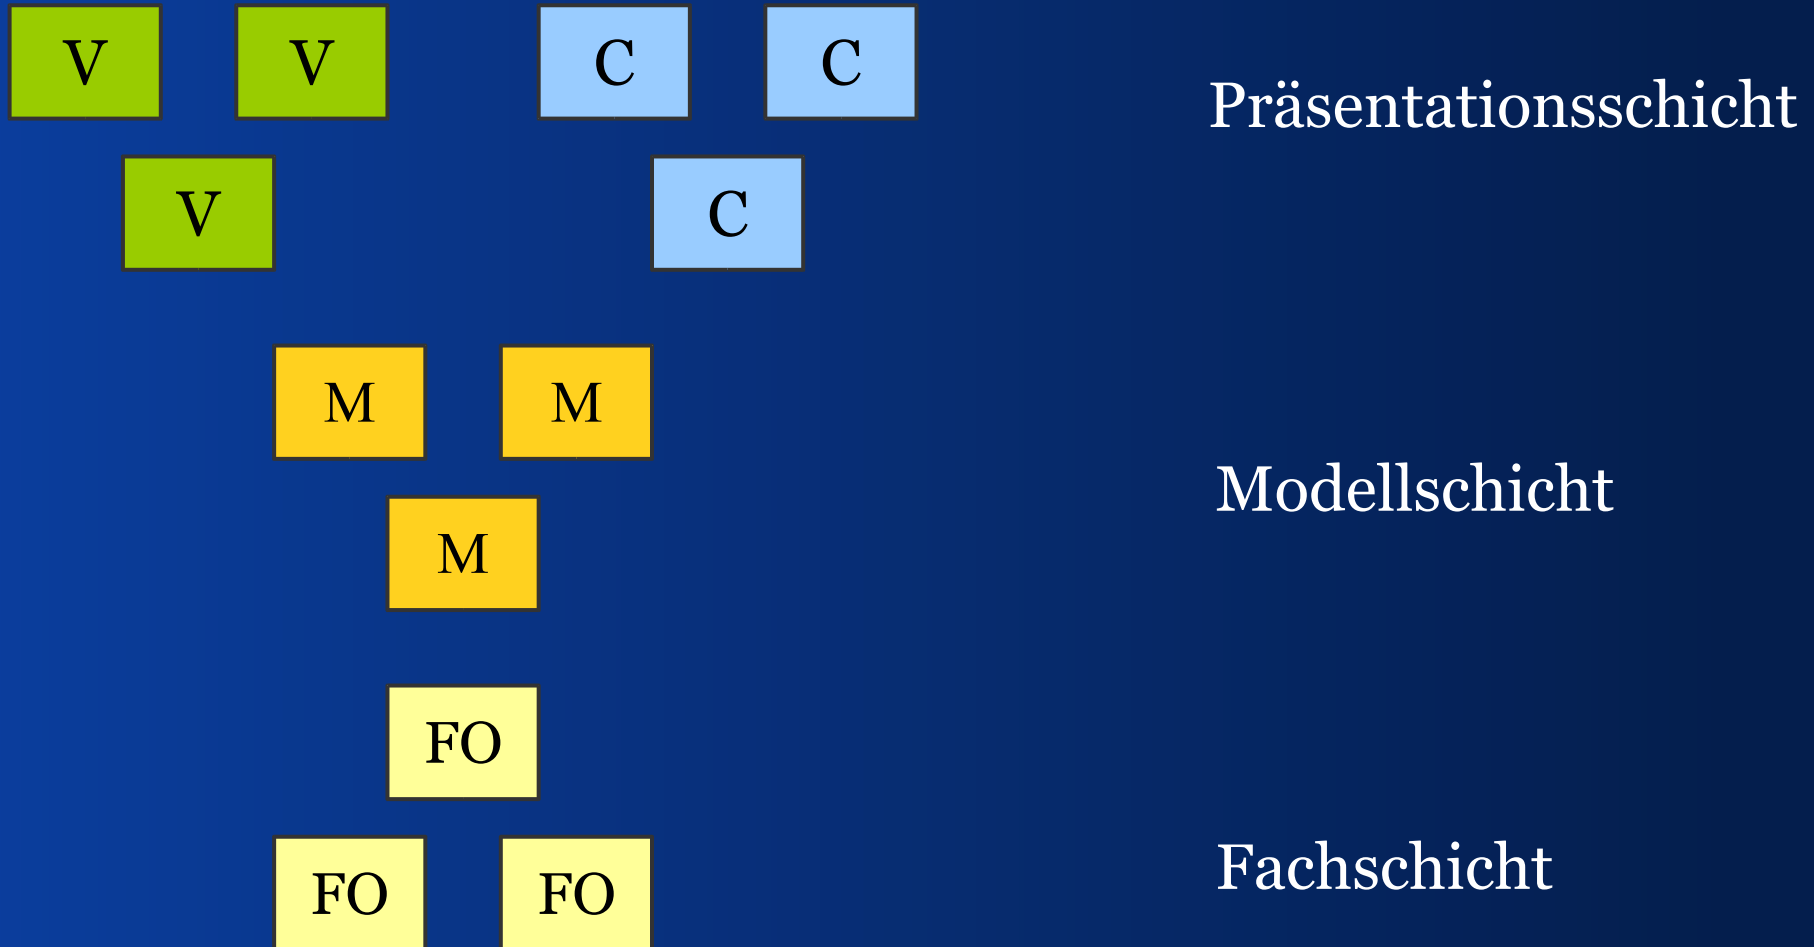 V V C C
Präsentationsschicht
V C
M M
Modellschicht
M
FO
Fachschicht
FO FO